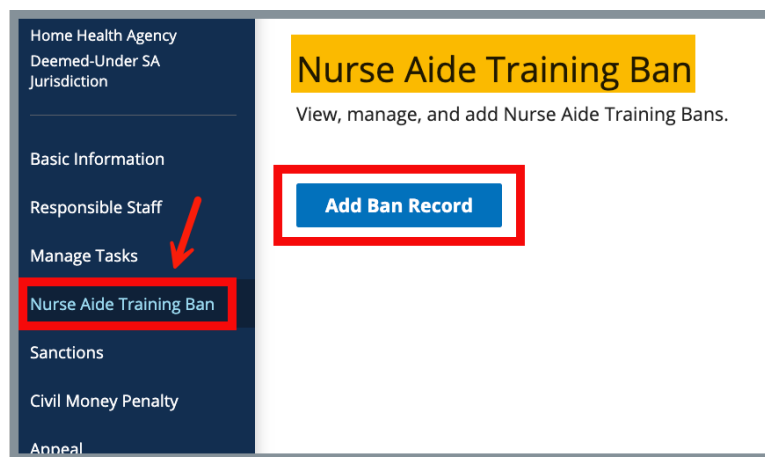 Home Health Agency
Deemed-Under SA
Jurisdiction
Basic Information
Responsible Staff
Manage Tasks
Nurse Aide Training Ban
Sanctions
Civil Money Penalty
Appeal
Nurse Aide Training Ban
View, manage, and add Nurse Aide Training Bans.
Add Ban Record